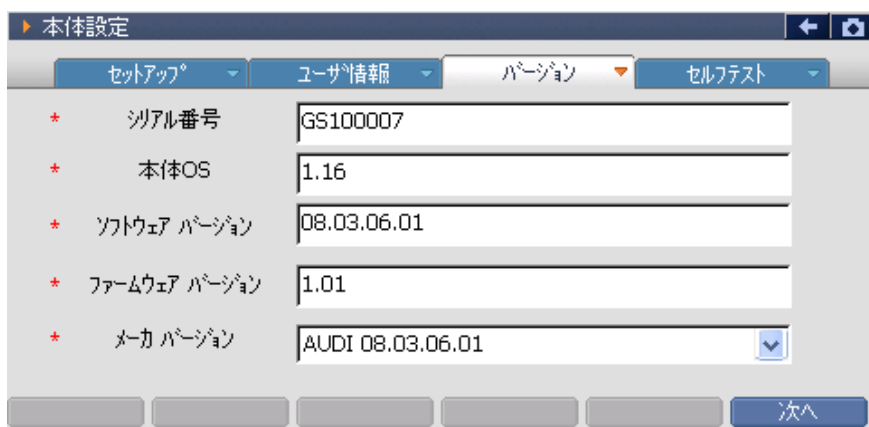 本体設定
セットアップ ユーザ情報 バージョン セルフテスト
* シリアル番号 GS100007
* 本体OS 1.16
* ソフトウェア バージョン 08.03.06.01
* ファームウェア バージョン 1.01
* メーカ バージョン AUDI 08.03.06.01
次へ